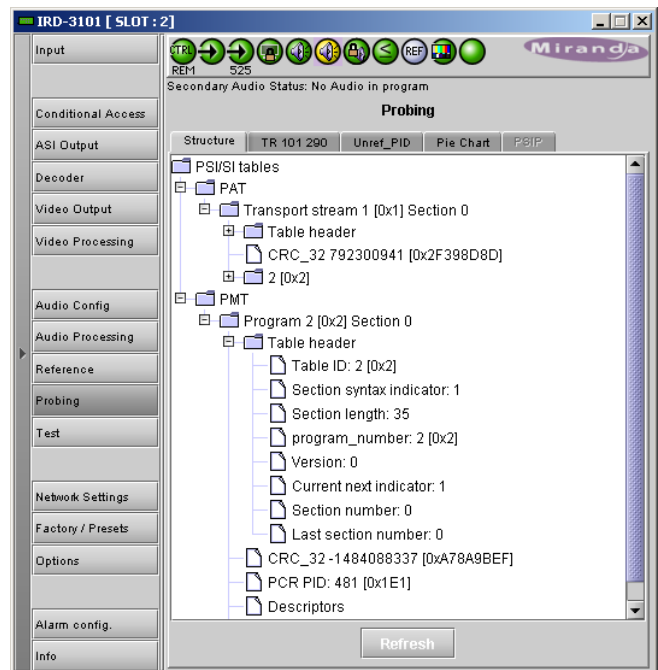 IRD-3101 [ SLOT : 2]
Input
Conditional Access
ASI Output
Decoder
Video Output
Video Processing
Audio Config
Audio Processing
Reference
Probing
Test
Network Settings
Factory / Presets
Options
Alarm config.
Info
CTRL
REF
Miranda
REM
525
Secondary Audio Status: No Audio in program
Probing
Structure
TR 101 290
Unref_PID
Pie Chart
PSIP
PSI/SI tables
PAT
Transport stream 1 [0x1] Section 0
Table header
CRC_32 792300941 [0x2F398D8D]
2 [0x2]
PMT
Program 2 [0x2] Section 0
Table header
Table ID: 2 [0x2]
Section syntax indicator: 1
Section length: 35
program_number: 2 [0x2]
Version: 0
Current next indicator: 1
Section number: 0
Last section number: 0
CRC_32 -1484088337 [0xA78A9BEF]
PCR PID: 481 [0x1E1]
Descriptors
Refresh